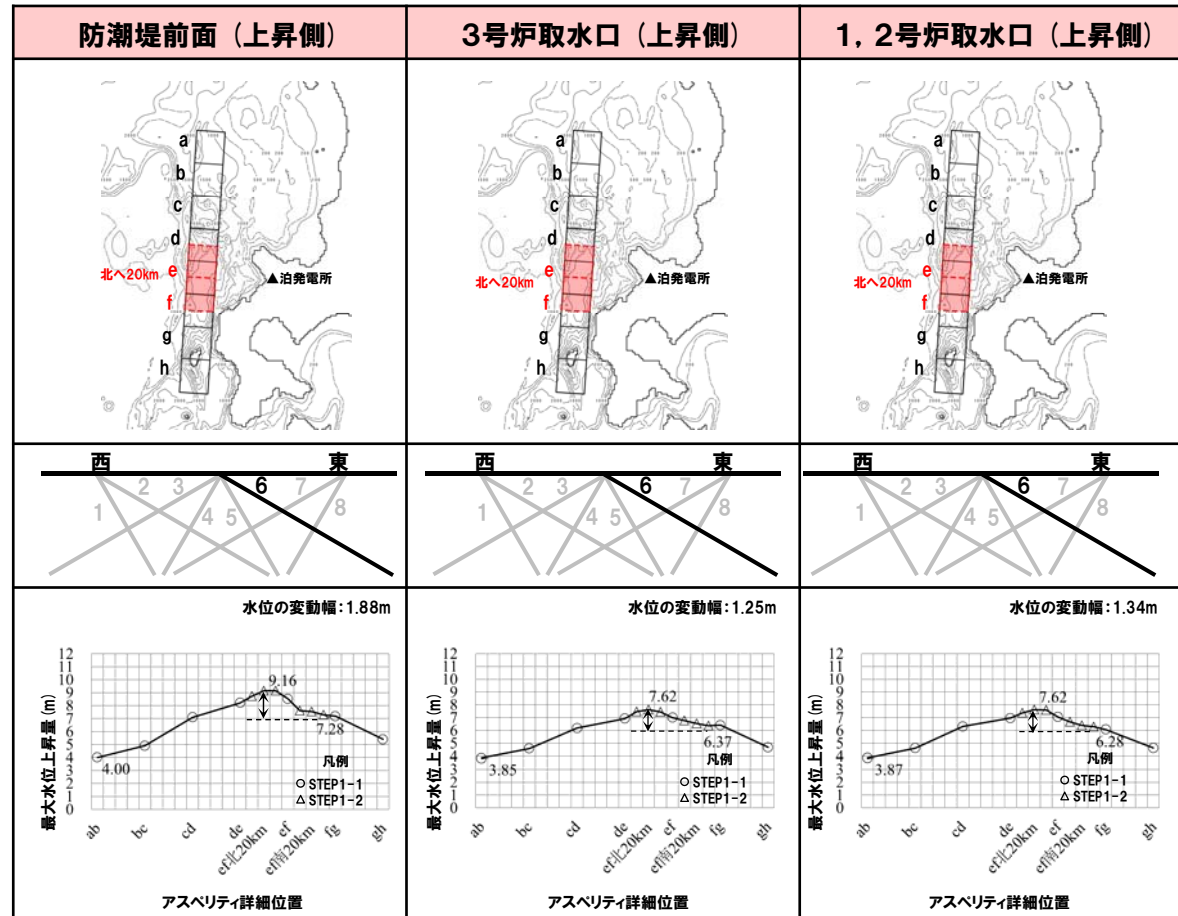 防潮堤前面（上昇側）
3号炉取水口（上昇側）
1，2号炉取水口（上昇側）
a
b
c
d
e
f
g
h
北へ20km
▲泊発電所
a
b
c
d
e
f
g
h
北へ20km
▲泊発電所
a
b
c
d
e
f
g
h
北へ20km
▲泊発電所
西 東
1 2 3 4 5 6 7 8
西 東
1 2 3 4 5 6 7 8
西 東
1 2 3 4 5 6 7 8
水位の変動幅：1.88m
最大水位上昇量（m）
12
11
10
9
8
7
6
5
4
3
2
1
0
9.16
7.28
4.00
凡例
○ STEP1-1
△ STEP1-2
ab
bc
cd
de
ef北20km
ef
ef南20km
fg
gh
アスペリティ詳細位置
水位の変動幅：1.25m
最大水位上昇量（m）
12
11
10
9
8
7
6
5
4
3
2
1
0
7.62
6.37
3.85
凡例
○ STEP1-1
△ STEP1-2
ab
bc
cd
de
ef北20km
ef
ef南20km
fg
gh
アスペリティ詳細位置
水位の変動幅：1.34m
最大水位上昇量（m）
12
11
10
9
8
7
6
5
4
3
2
1
0
7.62
6.28
3.87
凡例
○ STEP1-1
△ STEP1-2
ab
bc
cd
de
ef北20km
ef
ef南20km
fg
gh
アスペリティ詳細位置